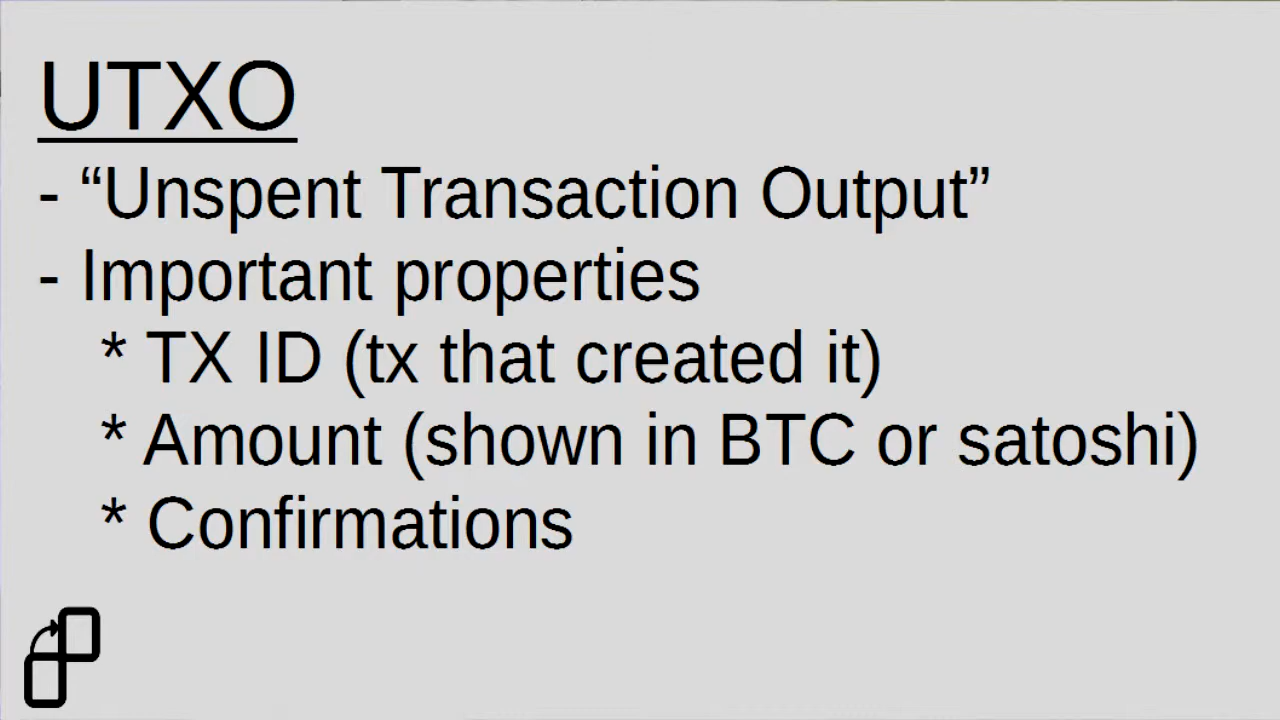 UTXO
- “Unspent Transaction Output”
- Important properties
* TX ID (tx that created it)
* Amount (shown in BTC or satoshi)
* Confirmations